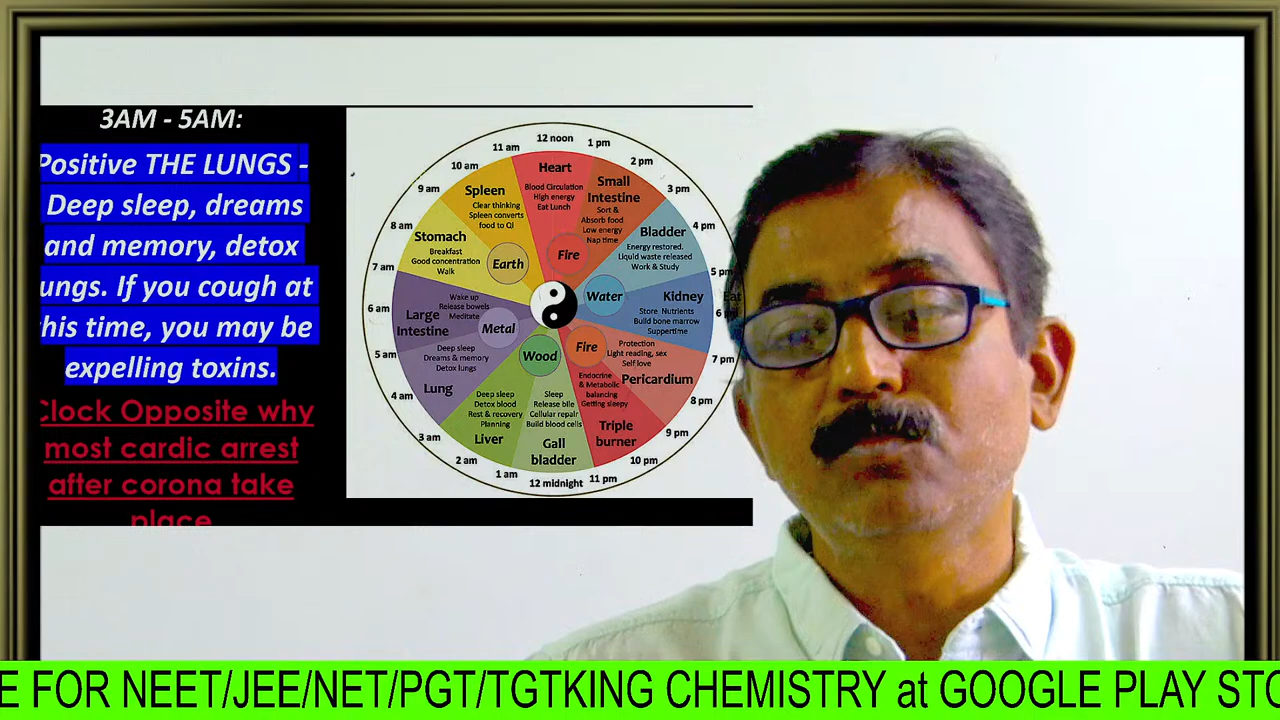 3AM - 5AM:
Positive THE LUNGS -
Deep sleep, dreams
and memory, detox
ungs. If you cough at
his time, you may be
expelling toxins.
Clock Opposite why
most cardic arrest
after corona take
place
12 noon
1 pm
2 pm
3 pm
4 pm
5 pm
6
7 pm
8 pm
9 pm
10 pm
11 pm
12 midnight
1 am
2 am
3 am
4 am
5 am
6 am
7 am
8 am
9 am
10 am
11 am
Heart
Blood Circulation
High energy
Eat Lunch
Small
Intestine
Sort &
Absorb food
Low energy
Nap time
Bladder
Energy restored.
Liquid waste released
Work & Study
Kidney
Store Nutrients
Build bone marrow
Suppertime
Eat
Protection
Light reading, sex
Self love
Pericardium
Endocrine
& Metabolic
balancing
Getting sleepy
Triple
burner
Sleep
Release bile
Cellular repair
Build blood cells
Gall
bladder
Deep sleep
Detox blood
Rest & recovery
Planning
Liver
Deep sleep
Dreams & memory
Detox lungs
Lung
Wake up
Release bowels
Meditate
Large
Intestine
Stomach
Breakfast
Good concentration
Walk
Spleen
Clear thinking
Spleen converts
food to QI
Earth
Fire
Water
Fire
Wood
Metal
E FOR NEET/JEE/NET/PGT/TGTKING CHEMISTRY at GOOGLE PLAY STO